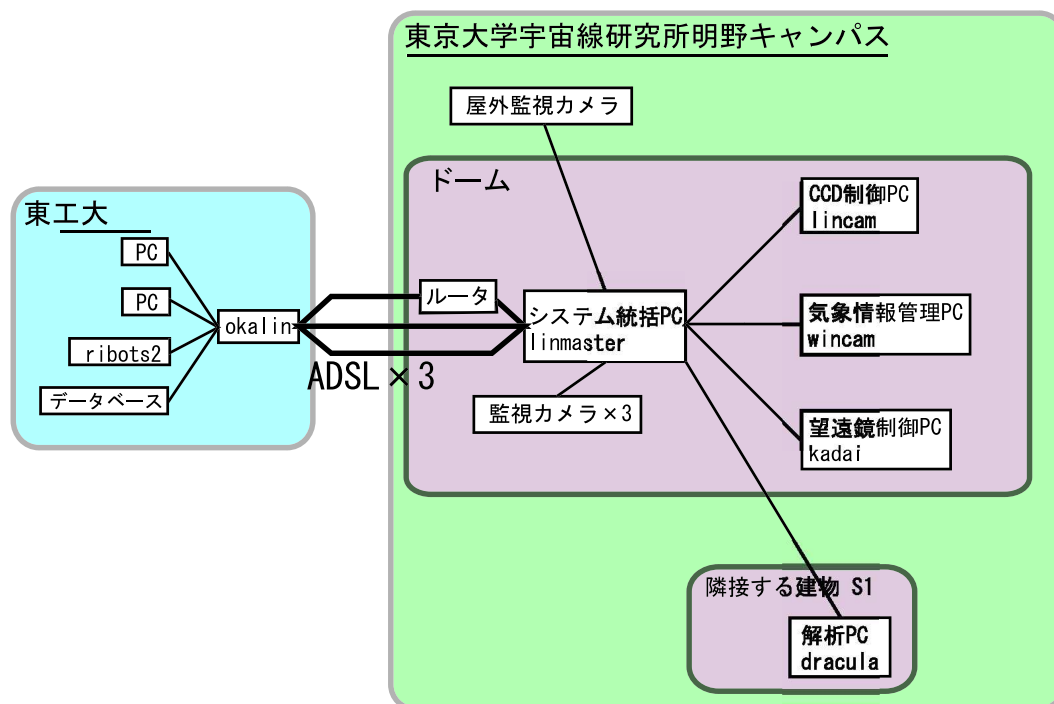 東京大学宇宙線研究所明野キャンパス
屋外監視カメラ
ドーム
CCD制御PC
lincam
東工大
PC
PC
ルータ
システム統括PC
linmaster
気象情報管理PC
wincam
okalin
ribots2
ADSL×3
データベース
監視カメラ×3
望遠鏡制御PC
kadai
隣接する建物 S1
解析PC
dracula